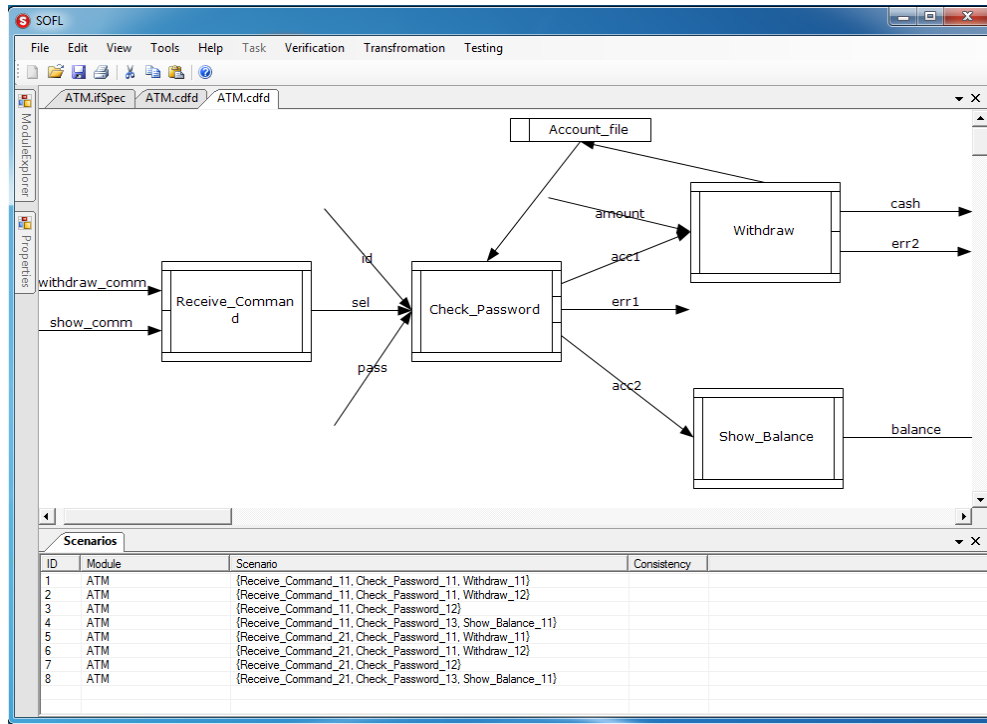 SOFL
File Edit View Tools Help Task Verification Transfromation Testing
ATM.ifSpec ATM.cdfd ATM.cdfd
ModuleExplorer
Properties
Account_file
amount
Withdraw
cash
err2
id
acc1
withdraw_comm
Receive_Comman
d
show_comm
sel
Check_Password
err1
pass
acc2
Show_Balance
balance
Scenarios
ID Module Scenario Consistency
1 ATM {Receive_Command_11, Check_Password_11, Withdraw_11}
2 ATM {Receive_Command_11, Check_Password_11, Withdraw_12}
3 ATM {Receive_Command_11, Check_Password_12}
4 ATM {Receive_Command_11, Check_Password_13, Show_Balance_11}
5 ATM {Receive_Command_21, Check_Password_11, Withdraw_11}
6 ATM {Receive_Command_21, Check_Password_11, Withdraw_12}
7 ATM {Receive_Command_21, Check_Password_12}
8 ATM {Receive_Command_21, Check_Password_13, Show_Balance_11}